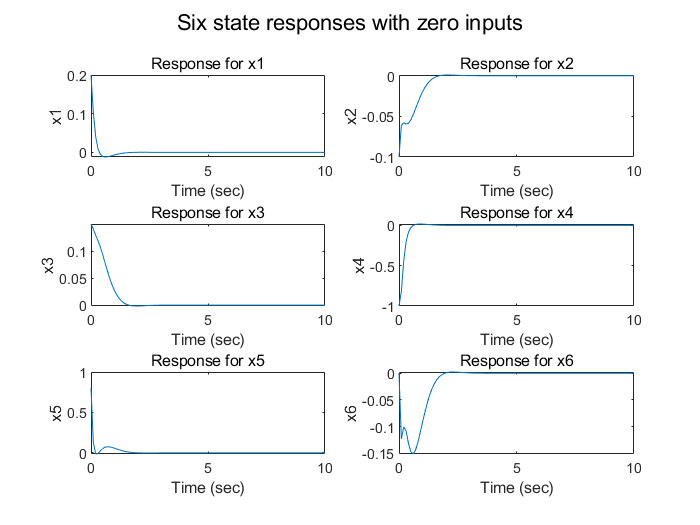 Six state responses with zero inputs
Response for x1
0.2
0.1
0
x1
0 5 10
Time (sec)
Response for x2
0
-0.05
-0.1
x2
0 5 10
Time (sec)
Response for x3
0.1
0.05
0
x3
0 5 10
Time (sec)
Response for x4
0
-0.5
-1
x4
0 5 10
Time (sec)
Response for x5
1
0.5
0
x5
0 5 10
Time (sec)
Response for x6
0
-0.05
-0.1
-0.15
x6
0 5 10
Time (sec)